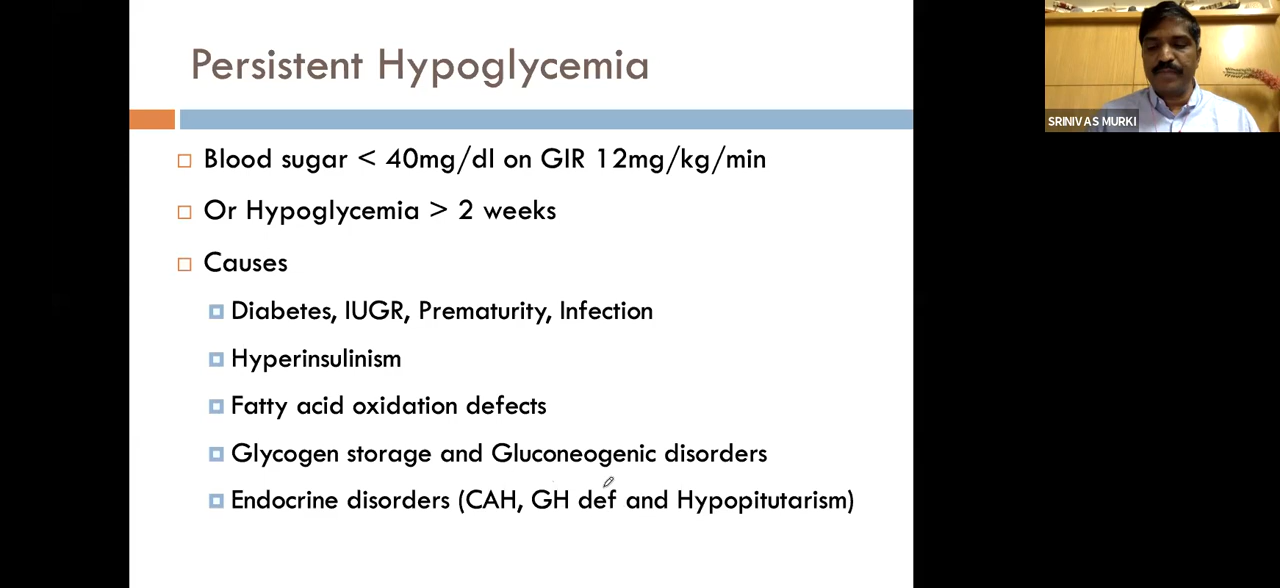 Persistent Hypoglycemia
SRINIVAS MURKI
Blood sugar < 40mg/dl on GIR 12mg/kg/min
Or Hypoglycemia > 2 weeks
Causes
Diabetes, IUGR, Prematurity, Infection
Hyperinsulinism
Fatty acid oxidation defects
Glycogen storage and Gluconeogenic disorders
Endocrine disorders (CAH, GH def and Hypopitutarism)